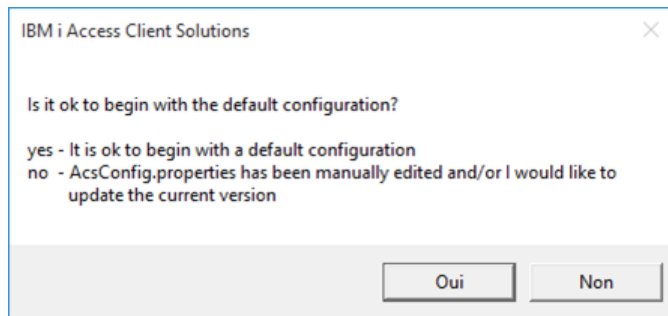 IBM i Access Client Solutions
Is it ok to begin with the default configuration?
yes - It is ok to begin with a default configuration
no - AcsConfig.properties has been manually edited and/or I would like to
update the current version
Oui
Non